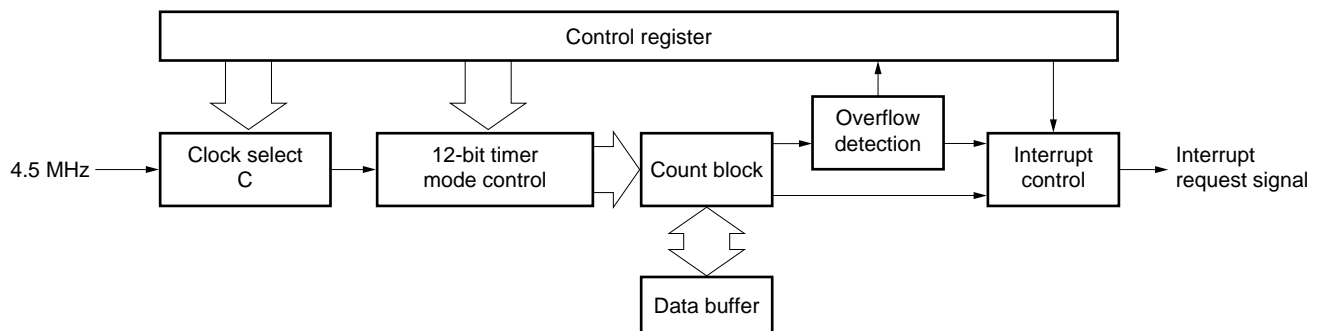 Control register
4.5 MHz
Clock select
C
12-bit timer
mode control
Count block
Overflow
detection
Interrupt
control
Interrupt
request signal
Data buffer